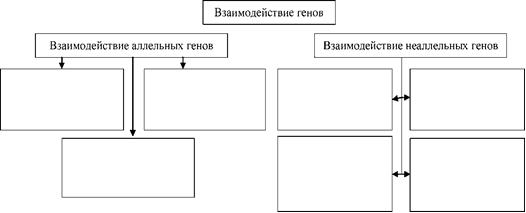 Взаимодействие генов
Взаимодействие аллельных генов
Взаимодействие неаллельных генов